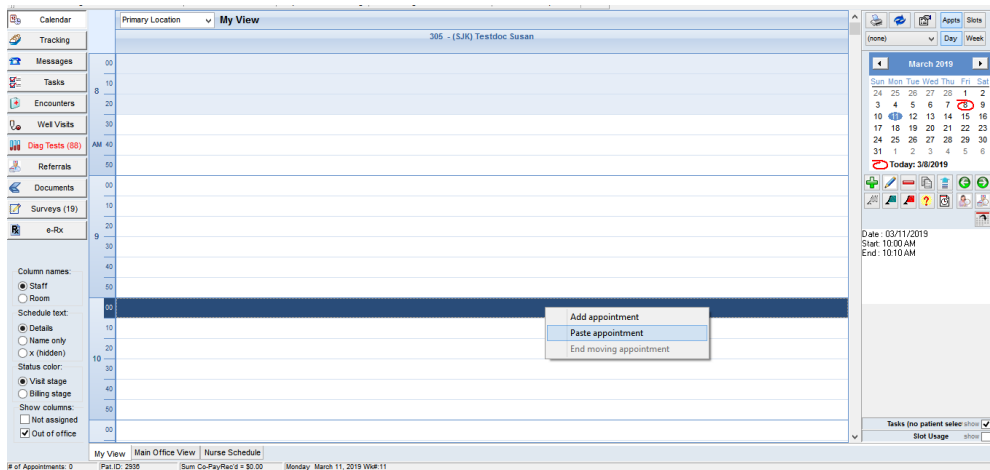 Calendar
Tracking
Messages
Tasks
Encounters
Well Visits
Diag Tests (88)
Referrals
Documents
Surveys (19)
e-Rx
Column names:
Staff
Room
Schedule text:
Details
Name only
x (hidden)
Status color:
Visit stage
Billing stage
Show columns:
Not assigned
Out of office
Primary Location My View
305 - (SJK) Testdoc Susan
00
8 10
20
30
AM 40
50
00
10
9 20
30
40
50
00
10
10 20
30
40
50
00
Add appointment
Paste appointment
End moving appointment
My View Main Office View Nurse Schedule
Appts Slots
(none) Day Week
March 2019
Sun Mon Tue Wed Thu Fri Sat
24 25 26 27 28 1 2
3 4 5 6 7 8 9
10 11 12 13 14 15 16
17 18 19 20 21 22 23
24 25 26 27 28 29 30
31 1 2 3 4 5 6
Today: 3/8/2019
Date : 03/11/2019
Start: 10:00 AM
End : 10:10 AM
Tasks (no patient selec show
Slot Usage show
# of Appointments: 0 Pat.ID: 2936 Sum Co-PayRec'd = $0.00 Monday March 11, 2019 Wk#:11